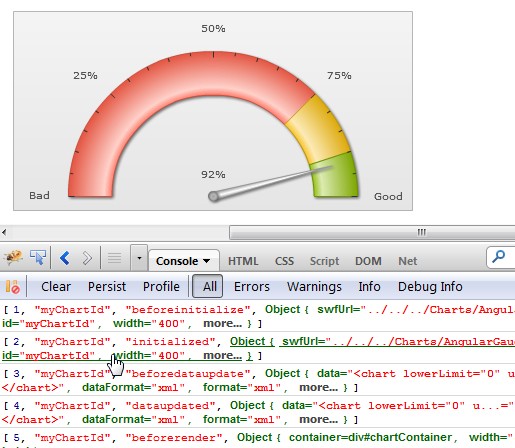 50%
25%
75%
92%
Bad
Good
Console
HTML
CSS
Script
DOM
Net
Clear
Persist
Profile
All
Errors
Warnings
Info
Debug Info
[ 1, "myChartId", "beforeinitialize", Object { swfUrl="../../../Charts/Angular
id="myChartId", width="400", more... } ]
[ 2, "myChartId", "initialized", Object { swfUrl="../../../Charts/AngularGau
id="myChartId", width="400", more... } ]
[ 3, "myChartId", "beforedataupdate", Object { data="<chart lowerLimit="0" u
</chart>", dataFormat="xml", format="xml", more... } ]
[ 4, "myChartId", "dataupdated", Object { data="<chart lowerLimit="0" u...="
</chart>", dataFormat="xml", format="xml", more... } ]
[ 5, "myChartId", "beforerender", Object { container=div#chartContainer, width="